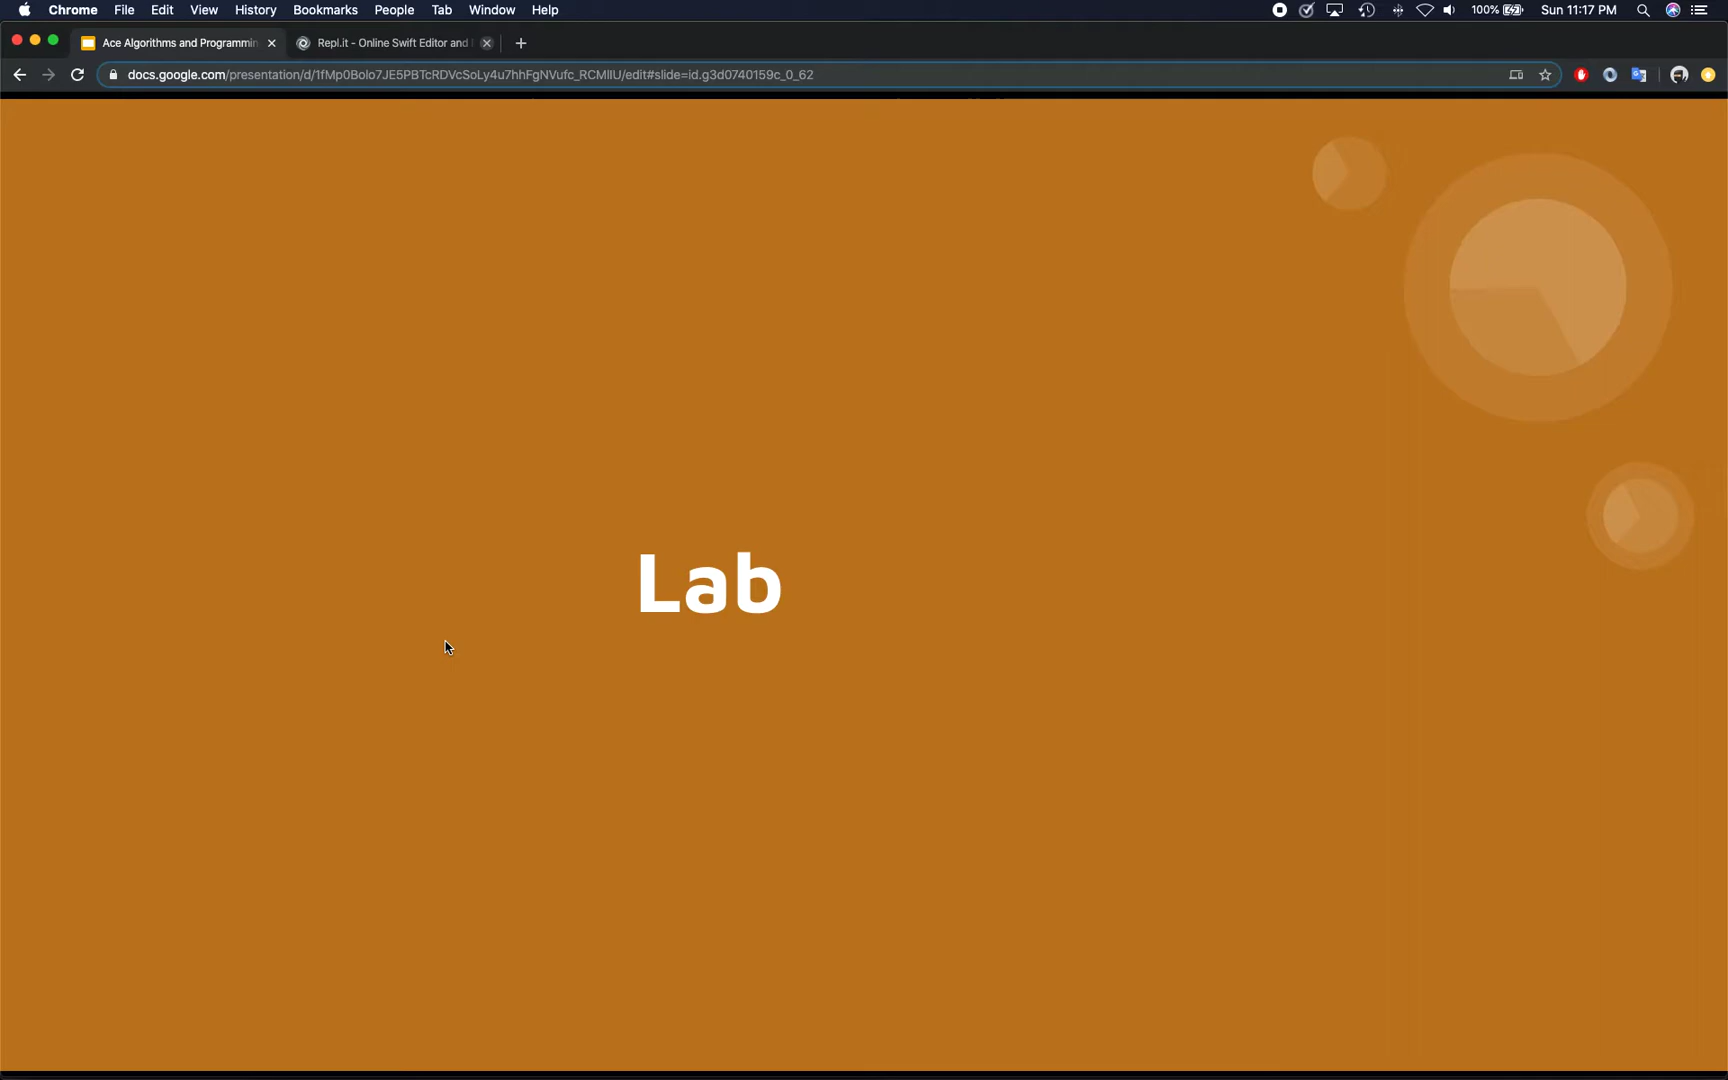 Chrome File Edit View History Bookmarks People Tab Window Help 100% Sun 11:17 PM
Ace Algorithms and Programmin Repl.it - Online Swift Editor and
docs.google.com/presentation/d/1fMp0Bolo7JE5PBTcRDVcSoLy4u7hhFgNVufc_RCMIIU/edit#slide=id.g3d0740159c_0_62
Lab